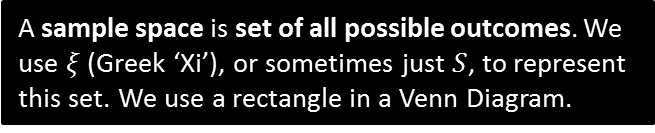 A sample space is set of all possible outcomes. We
use ξ (Greek ‘Xi’), or sometimes just S, to represent
this set. We use a rectangle in a Venn Diagram.